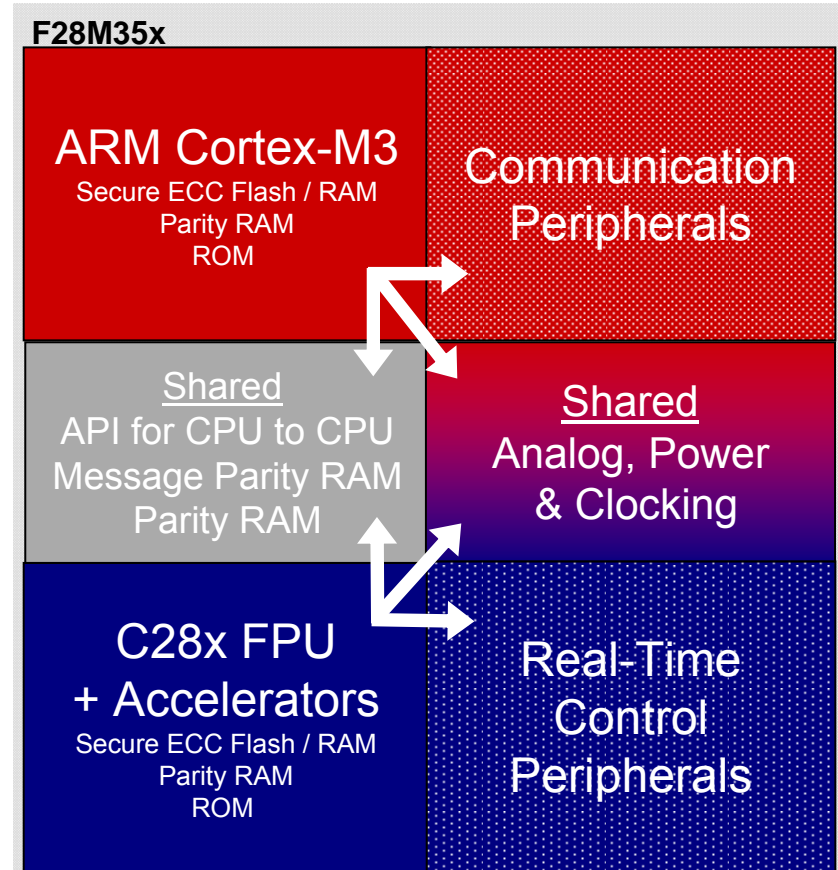 F28M35x
ARM Cortex-M3
Secure ECC Flash / RAM
Parity RAM
ROM
Communication
Peripherals
Shared
API for CPU to CPU
Message Parity RAM
Parity RAM
Shared
Analog, Power
& Clocking
C28x FPU
+ Accelerators
Secure ECC Flash / RAM
Parity RAM
ROM
Real-Time
Control
Peripherals